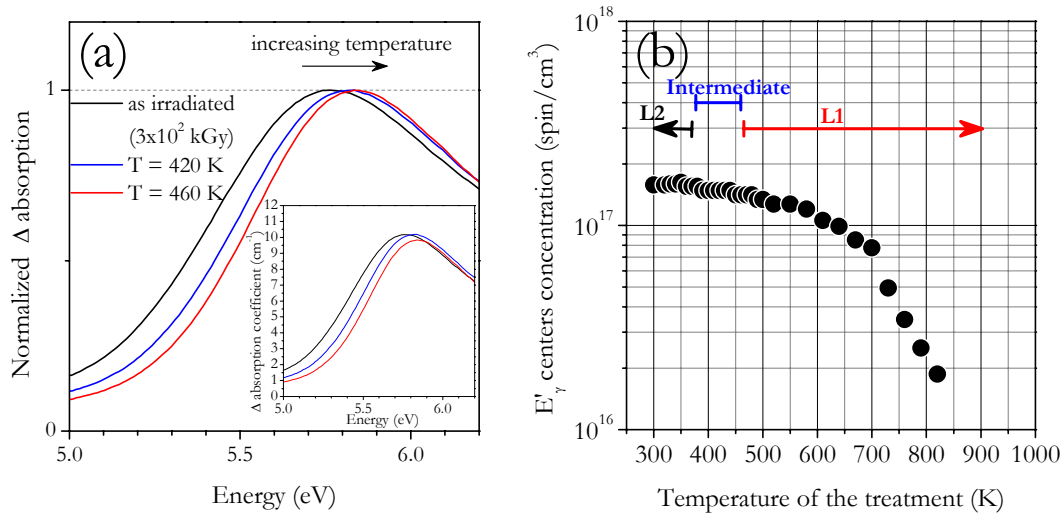 (a)
increasing temperature
1
as irradiated
(3x10² kGy)
T = 420 K
T = 460 K
Normalized Δ absorption
0
5.0 5.5 6.0
Energy (eV)
12
11
10
9
8
7
6
5
4
3
2
1
0
Δ absorption coefficient (cm⁻¹)
5.0 5.5 6.0
Energy (eV)
(b)
10¹⁸
10¹⁷
10¹⁶
E'γ centers concentration (spin/cm³)
Intermediate
L2
L1
300 400 500 600 700 800 900 1000
Temperature of the treatment (K)